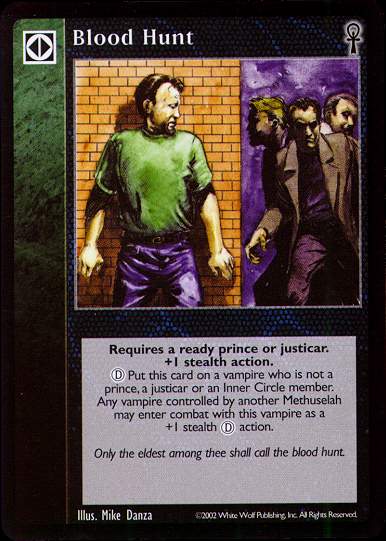 Blood Hunt
Requires a ready prince or justicar.
+1 stealth action.
Ⓓ Put this card on a vampire who is not a
prince, a justicar or an Inner Circle member.
Any vampire controlled by another Methuselah
may enter combat with this vampire as a
+1 stealth Ⓓ action.
Only the eldest among thee shall call the blood hunt.
Illus. Mike Danza
©2002 White Wolf Publishing, Inc. All Rights Reserved.